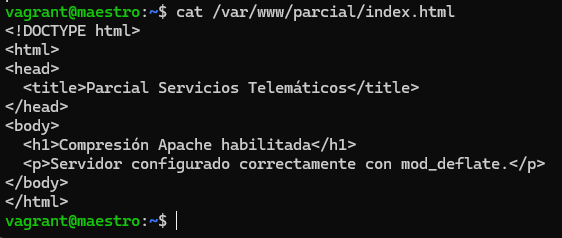 vagrant@maestro:~$ cat /var/www/parcial/index.html
<!DOCTYPE html>
<html>
<head>
  <title>Parcial Servicios Telemáticos</title>
</head>
<body>
  <h1>Compresión Apache habilitada</h1>
  <p>Servidor configurado correctamente con mod_deflate.</p>
</body>
</html>
vagrant@maestro:~$